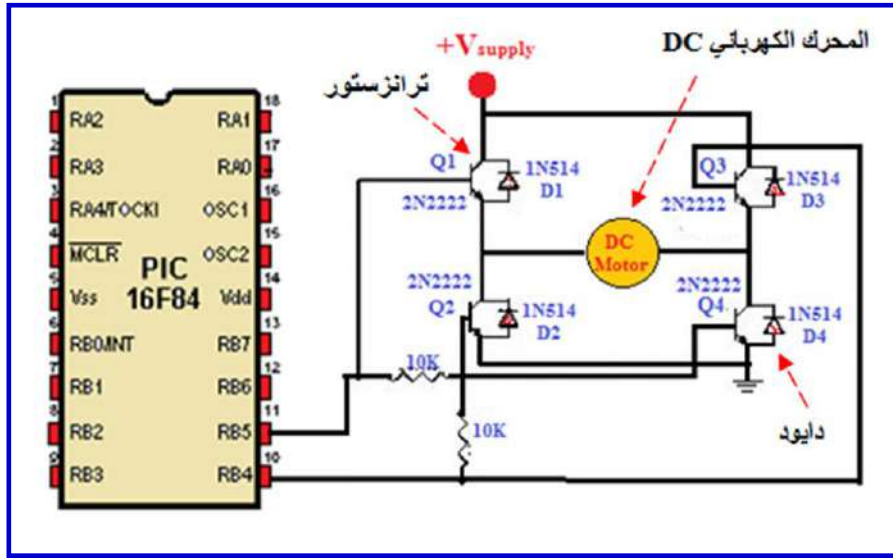 المحرك الكهربائي DC
+Vsupply
ترانزستور
1
RA2
RA1
18
2
RA3
RA0
17
3
RA4/TOCKI
OSC1
16
4
MCLR
OSC2
15
5
Vss
Vdd
14
PIC
16F84
6
RB0/INT
RB7
13
7
RB1
RB6
12
8
RB2
RB5
11
9
RB3
RB4
10
Q1
1N514
D1
2N2222
Q3
1N514
D3
2N2222
DC
Motor
2N2222
Q2
1N514
D2
2N2222
Q4
1N514
D4
10K
10K
دايود